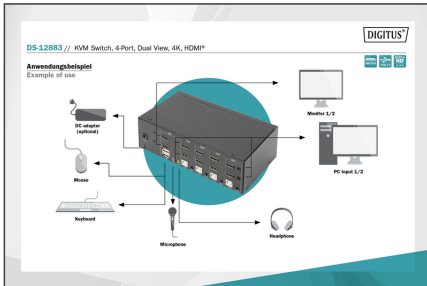 DIGITUS®
DS-12883 // KVM Switch, 4-Port, Dual View, 4K, HDMI®
Anwendungsbeispiel
Example of use
DC adapter
(optional)
Monitor 1/2
Mouse
PC Input 1/2
Keyboard
Microphone
Headphone